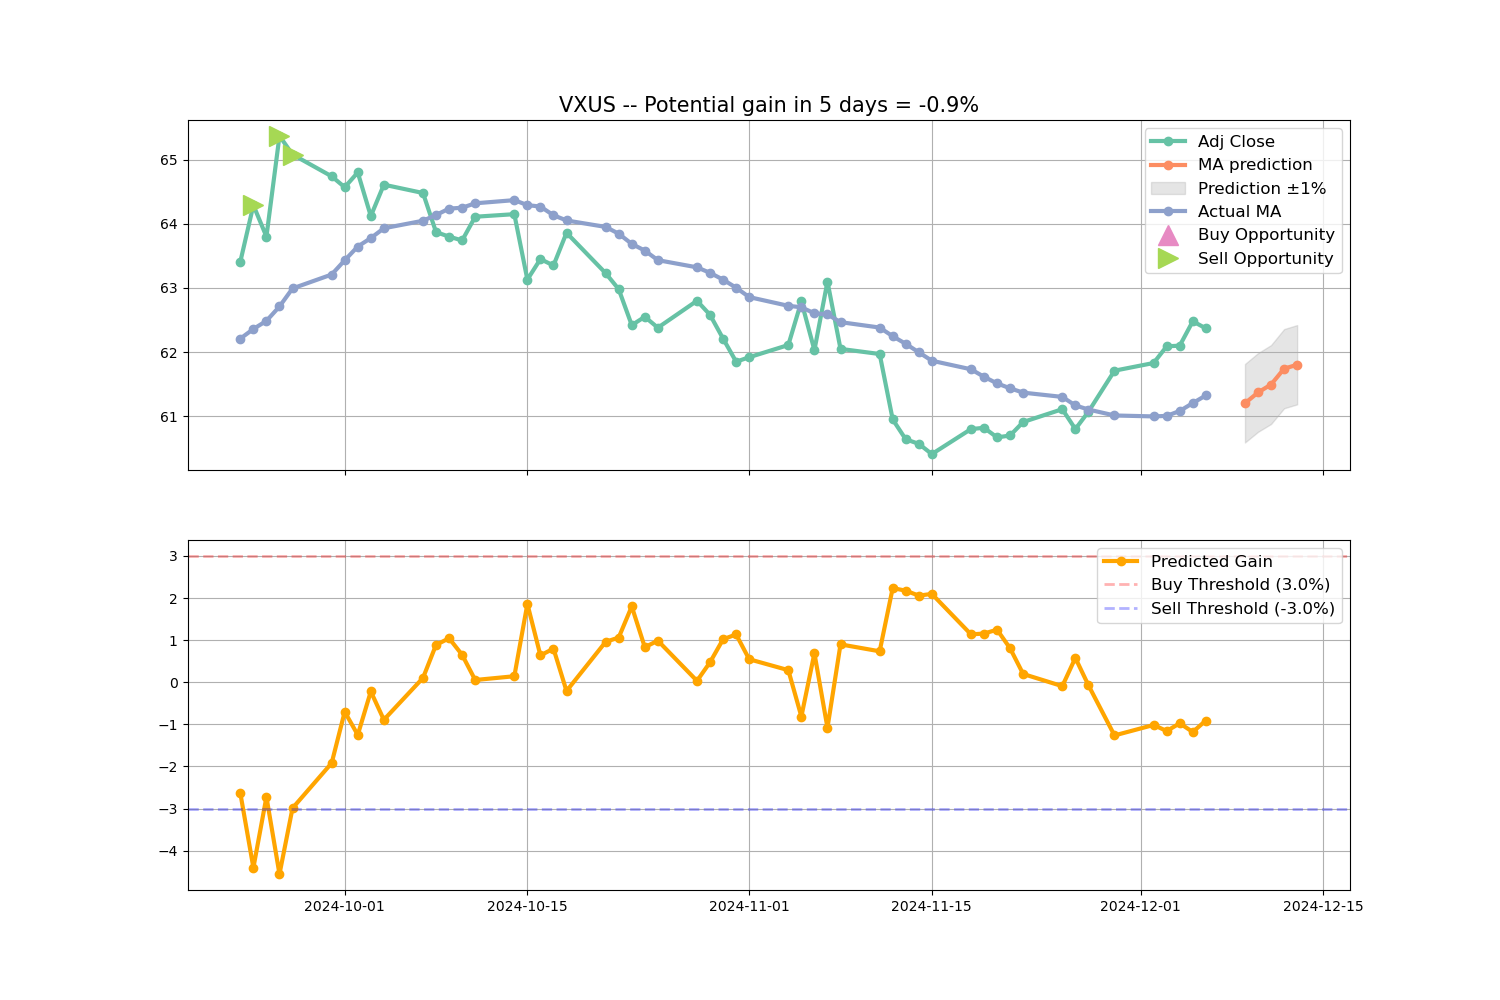 VXUS -- Potential gain in 5 days = -0.9%
65
64
63
62
61
Adj Close
MA prediction
Prediction ±1%
Actual MA
Buy Opportunity
Sell Opportunity
3
2
1
0
−1
−2
−3
−4
Predicted Gain
Buy Threshold (3.0%)
Sell Threshold (-3.0%)
2024-10-01 2024-10-15 2024-11-01 2024-11-15 2024-12-01 2024-12-15